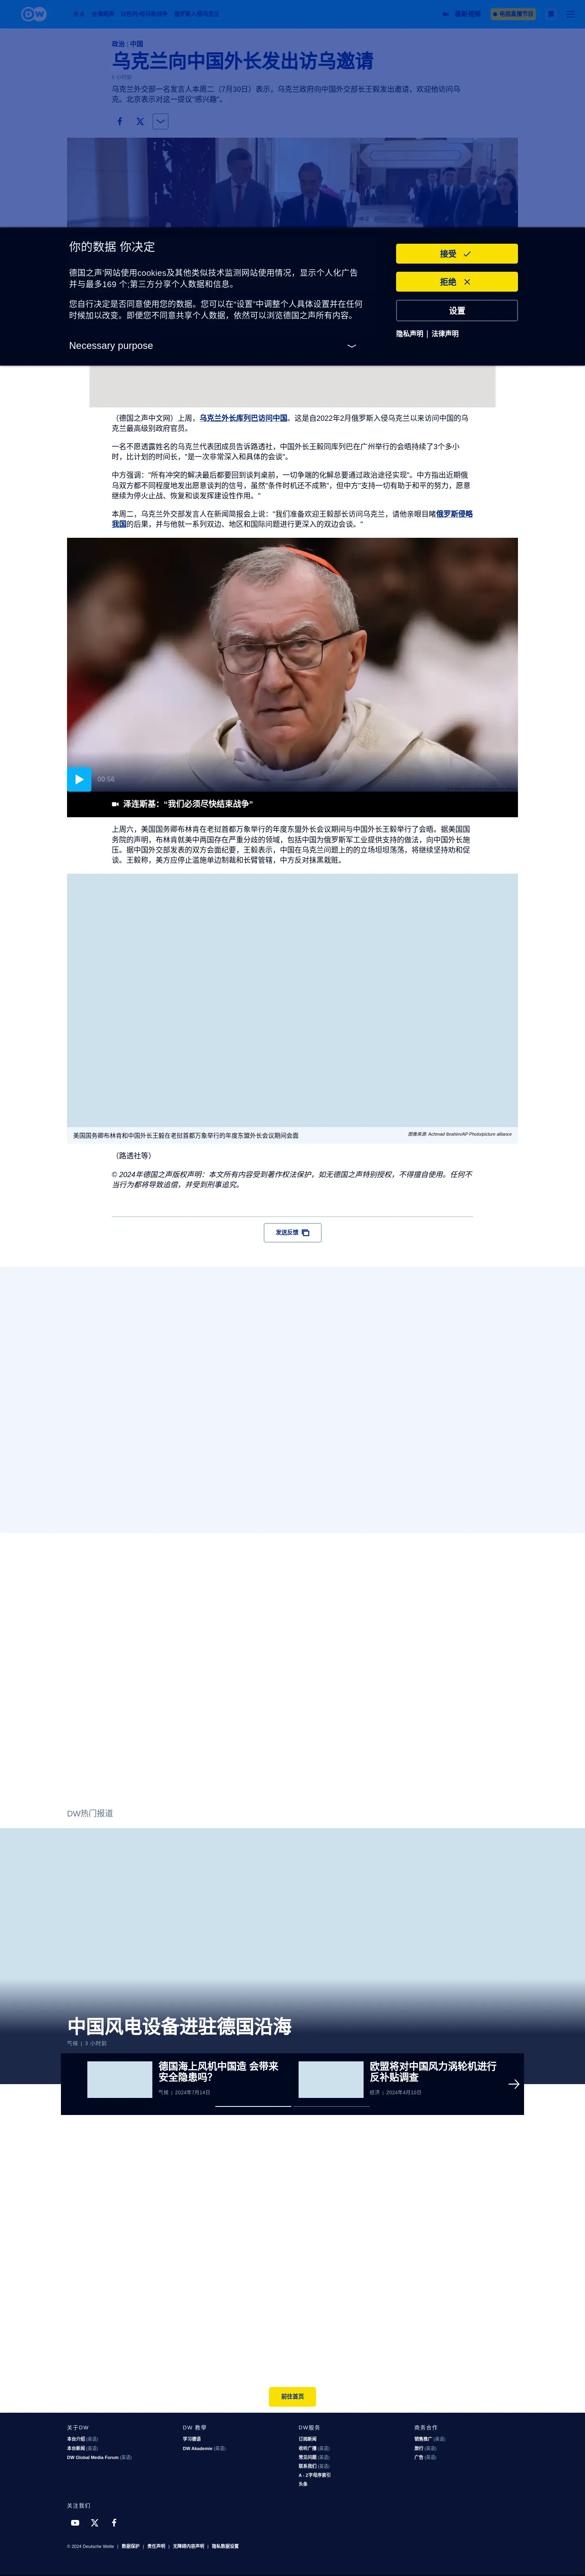 DW
政治 | 中国
乌克兰向中国外长发出访乌邀请
乌克兰外交部一名发言人本周二（7月30日）表示，乌克兰政府向中国外交部长王毅发出邀请，欢迎他访问乌
克。北京表示对这一提议"感兴趣"。
你的数据 你决定
接受
拒绝
设置
德国之声'网站使用cookies及其他类似技术监测网站使用情况，显示个人化广告
并与最多169 个;第三方分享个人数据和信息。
您自行决定是否同意使用您的数据。您可以在"设置"中调整个人具体设置并在任何
时候加以改变。即便您不同意共享个人数据，依然可以浏览德国之声所有内容。
隐私声明 | 法律声明
Necessary purpose
（德国之声中文网）上周，乌克兰外长库列巴访问中国。这是自2022年2月俄罗斯入侵乌克兰以来访问中国的乌
克兰最高级别政府官员。
一名不愿透露姓名的乌克兰代表团成员告诉路透社，中国外长王毅同库列巴在广州举行的会晤持续了3个多小
时，比计划的时间长，"是一次非常深入和具体的会谈"。
中方强调："所有冲突的解决最后都要回到谈判桌前，一切争端的化解总要通过政治途径实现"。中方指出近期俄
乌双方都不同程度地发出愿意谈判的信号，虽然"条件时机还不成熟"，但中方"支持一切有助于和平的努力，愿意
继续为停火止战、恢复和谈发挥建设性作用。"
本周二，乌克兰外交部发言人在新闻简报会上说："我们准备欢迎王毅部长访问乌克兰，请他亲眼目睹俄罗斯侵略
我国的后果，并与他就一系列双边、地区和国际问题进行更深入的双边会谈。"
00:56
泽连斯基："我们必须尽快结束战争"
上周六，美国国务卿布林肯在老挝首都万象举行的年度东盟外长会议期间与中国外长王毅举行了会晤。据美国国
务院的声明，布林肯就美中两国存在严重分歧的领域，包括中国为俄罗斯军工业提供支持的做法，向中国外长施
压。据中国外交部发表的双方会面纪要，王毅表示，中国在乌克兰问题上的的立场坦坦荡荡，将继续坚持劝和促
谈。王毅称，美方应停止滥施单边制裁和长臂管辖，中方反对抹黑栽赃。
美国国务卿布林肯和中国外长王毅在老挝首都万象举行的年度东盟外长会议期间会面
图像来源: Achmad Ibrahim/AP Photo/picture alliance
（路透社等）
© 2024年德国之声版权声明：本文所有内容受到著作权法保护，如无德国之声特别授权，不得擅自使用。任何不
当行为都将导致追偿，并受到刑事追究。
发送反馈
DW热门报道
中国风电设备进驻德国沿海
气候 | 3 小时前
德国海上风机中国造 会带来
安全隐患吗？
气候 | 2024年7月14日
欧盟将对中国风力涡轮机进行
反补贴调查
经济 | 2024年4月10日
前往首页
关于DW
本台介绍 (英语)
本台新闻 (英语)
DW Global Media Forum (英语)
DW 教學
学习德语
DW Akademie (英语)
DW服务
订阅新闻
收听广播 (英语)
常见问题 (英语)
联系我们 (英语)
A - Z字母序索引
头条
商务合作
销售推广 (英语)
旅行 (英语)
广告 (英语)
关注我们
© 2024 Deutsche Welle | 数据保护 | 责任声明 | 无障碍内容声明 | 隐私数据设置